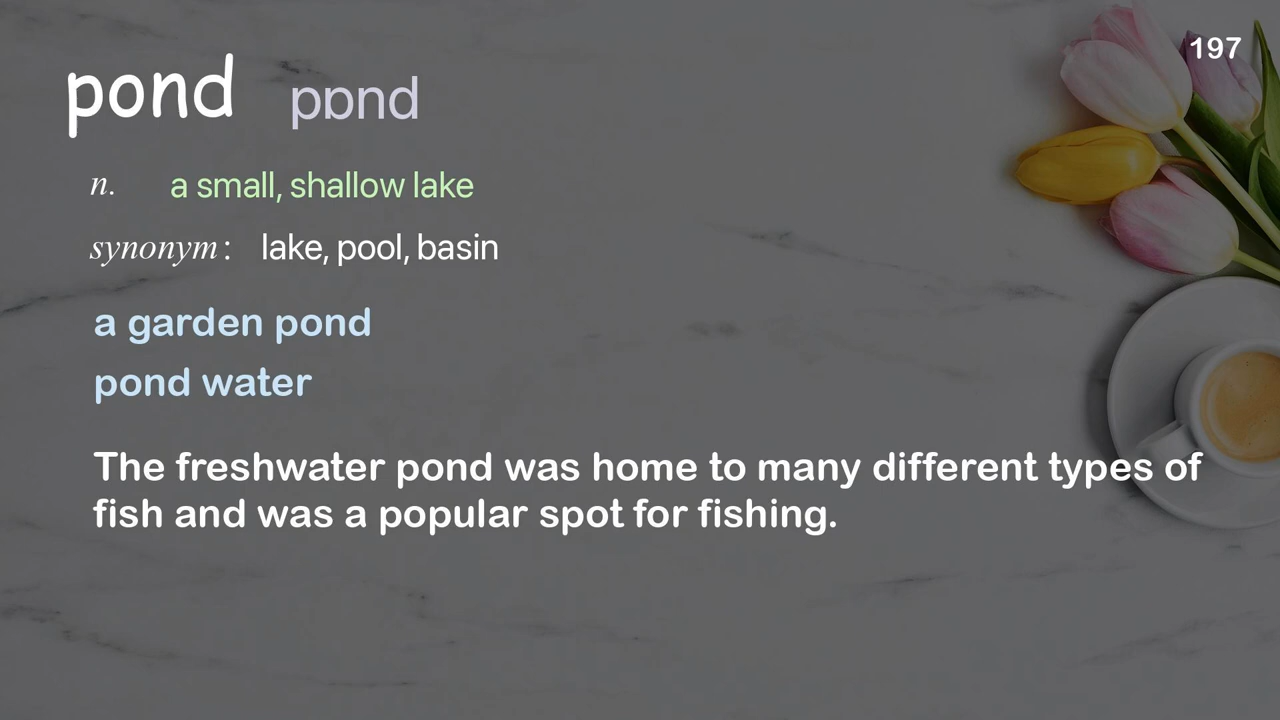 197
pond pɒnd
n. a small, shallow lake
synonym: lake, pool, basin
a garden pond
pond water
The freshwater pond was home to many different types of
fish and was a popular spot for fishing.